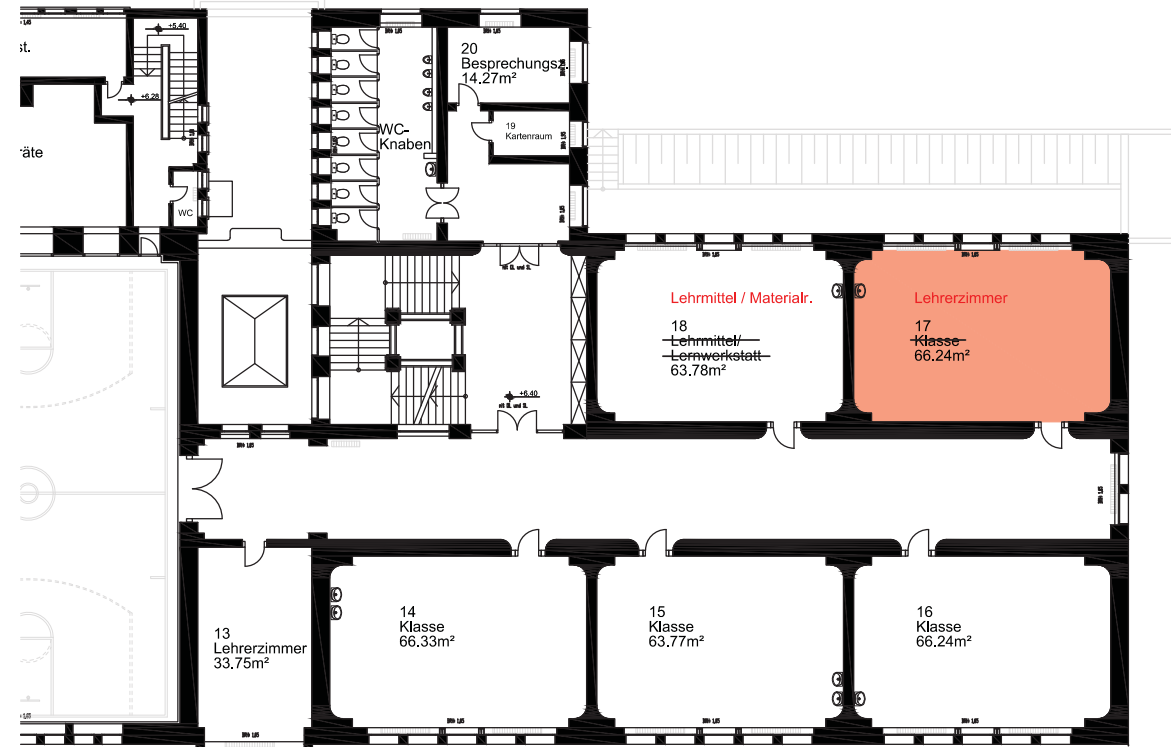 +5.40
st.
+6.28
räte
WC
WC-
Knaben
20
Besprechungsz.
14.27m²
19
Kartenraum
Lehrmittel / Materialr.
18
Lehrmittel/
Lernwerkstatt
63.78m²
Lehrerzimmer
17
Klasse
66.24m²
+6.40
13
Lehrerzimmer
33.75m²
14
Klasse
66.33m²
15
Klasse
63.77m²
16
Klasse
66.24m²